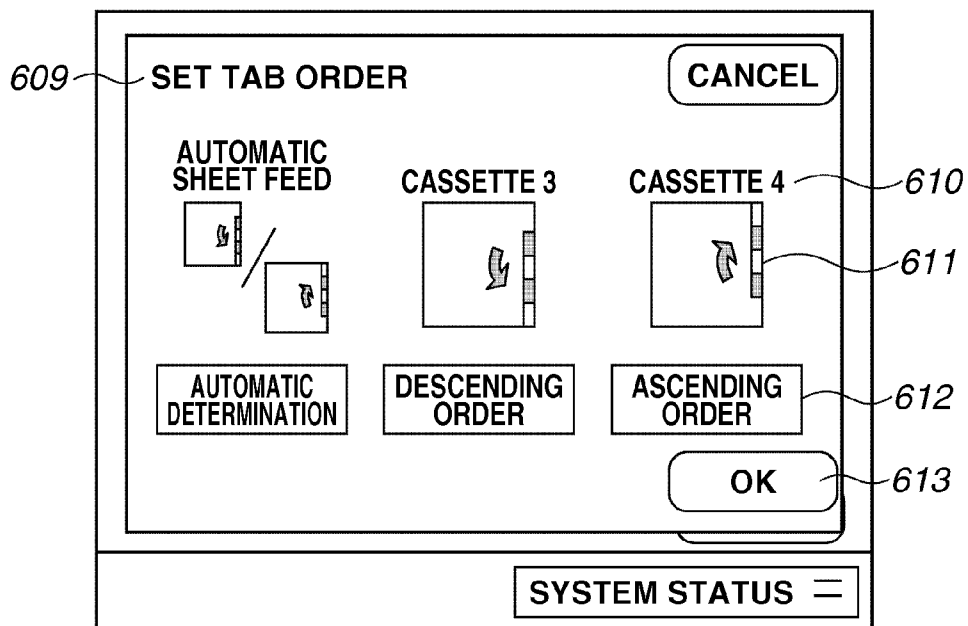 609
SET TAB ORDER
CANCEL
AUTOMATIC
SHEET FEED
CASSETTE 3
CASSETTE 4
610
611
AUTOMATIC
DETERMINATION
DESCENDING
ORDER
ASCENDING
ORDER
612
OK
613
SYSTEM STATUS